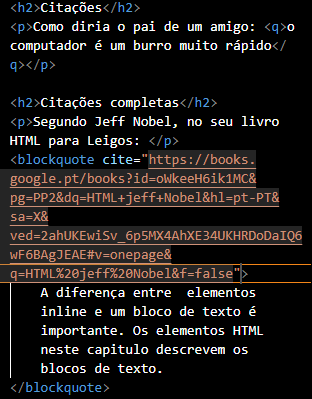 <h2>Citações</h2>
<p>Como diria o pai de um amigo: <q>o
computador é um burro muito rápido</
q></p>
<h2>Citações completas</h2>
<p>Segundo Jeff Nobel, no seu livro
HTML para Leigos: </p>
<blockquote cite="https://books.
google.pt/books?id=oWkeeH6ik1MC&
pg=PP2&dq=HTML+jeff+Nobel&hl=pt-PT&
sa=X&
ved=2ahUKEwiSv_6p5MX4AhXE34UKHRDoDaIQ6
wF6BAgJEAE#v=onepage&
q=HTML%20jeff%20Nobel&f=false">
A diferença entre  elementos
inline e um bloco de texto é
importante. Os elementos HTML
neste capitulo descrevem os
blocos de texto.
</blockquote>